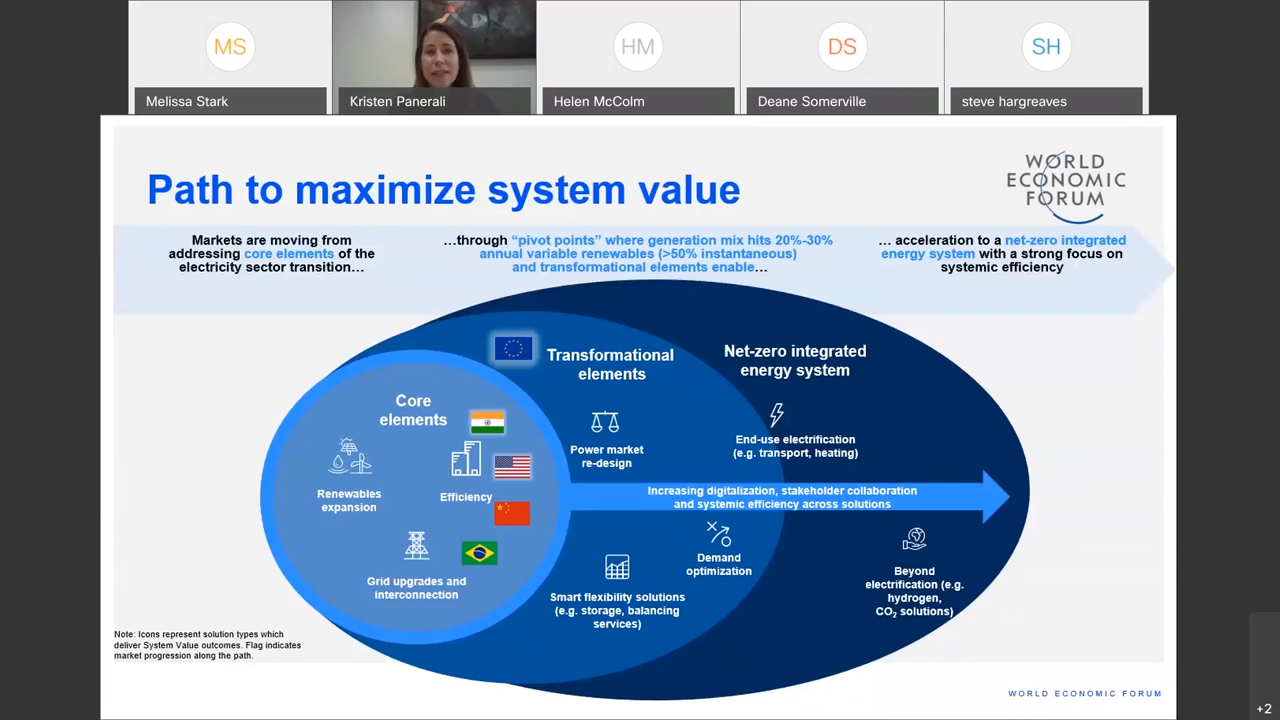 MS
HM
DS
SH
Melissa Stark
Kristen Panerali
Helen McColm
Deane Somerville
steve hargreaves
WORLD
ECONOMIC
FORUM
Path to maximize system value
Markets are moving from
addressing core elements of the
electricity sector transition…
…through “pivot points” where generation mix hits 20%-30%
annual variable renewables (>50% instantaneous)
and transformational elements enable…
… acceleration to a net-zero integrated
energy system with a strong focus on
systemic efficiency
Core
elements
Renewables
expansion
Efficiency
Grid upgrades and
interconnection
Transformational
elements
Power market
re-design
Smart flexibility solutions
(e.g. storage, balancing
services)
Demand
optimization
Net-zero integrated
energy system
End-use electrification
(e.g. transport, heating)
Increasing digitalization, stakeholder collaboration
and systemic efficiency across solutions
Beyond
electrification (e.g.
hydrogen,
CO₂ solutions)
Note: Icons represent solution types which
deliver System Value outcomes. Flag indicates
market progression along the path.
WORLD ECONOMIC FORUM
+2